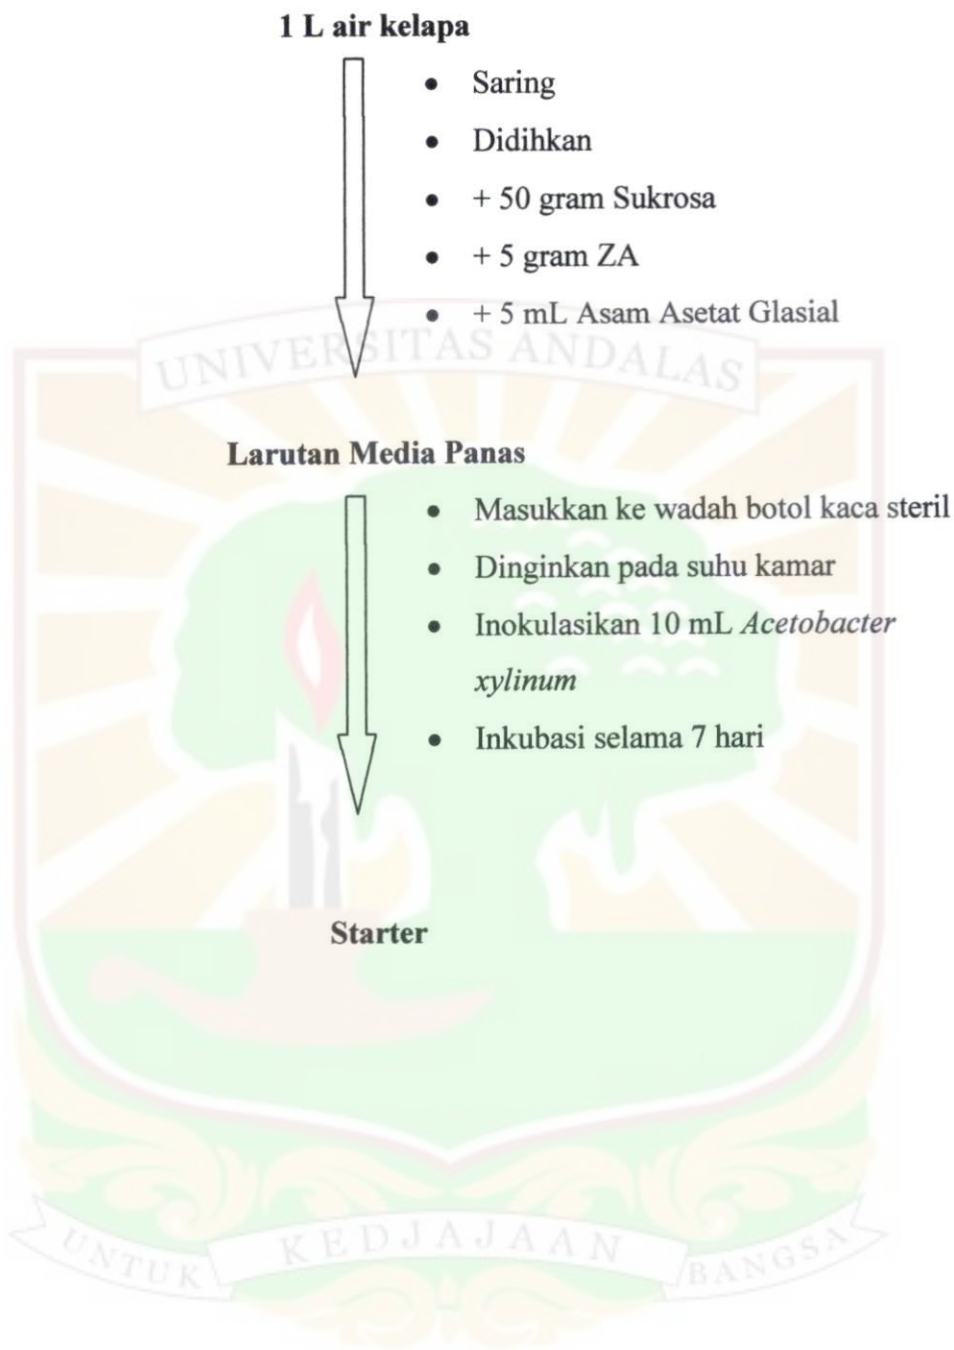 1 L air kelapa
• Saring
• Didihkan
• + 50 gram Sukrosa
• + 5 gram ZA
• + 5 mL Asam Asetat Glasial
UNIVERSITAS ANDALAS
Larutan Media Panas
• Masukkan ke wadah botol kaca steril
• Dinginkan pada suhu kamar
• Inokulasikan 10 mL Acetobacter
xylinum
• Inkubasi selama 7 hari
Starter
UNTUK KEDJAJAAN BANGSA